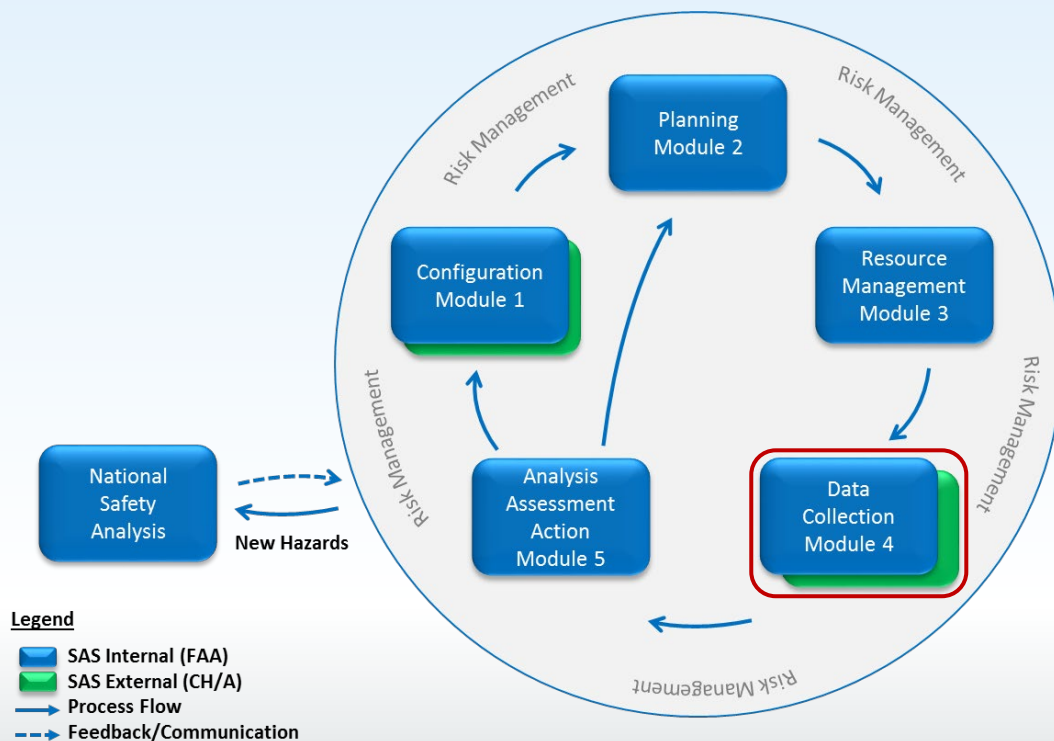 Risk Management
Risk Management
Planning
Module 2
Configuration
Module 1
Resource
Management
Module 3
Risk Management
Risk Management
National
Safety
Analysis
New Hazards
Analysis
Assessment
Action
Module 5
Data
Collection
Module 4
Risk Management
Legend
SAS Internal (FAA)
SAS External (CH/A)
Process Flow
Feedback/Communication